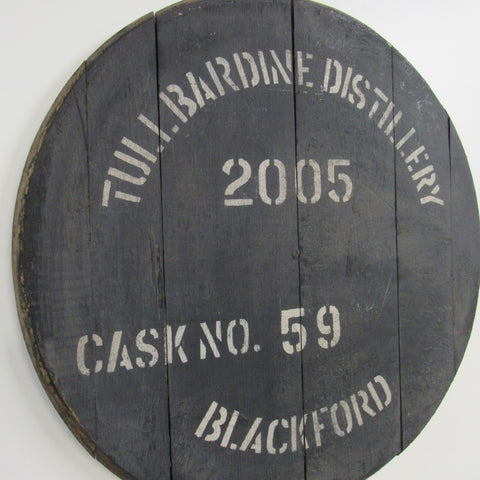 TULLIBARDINE DISTILLERY
2005
CASK NO. 59
BLACKFORD